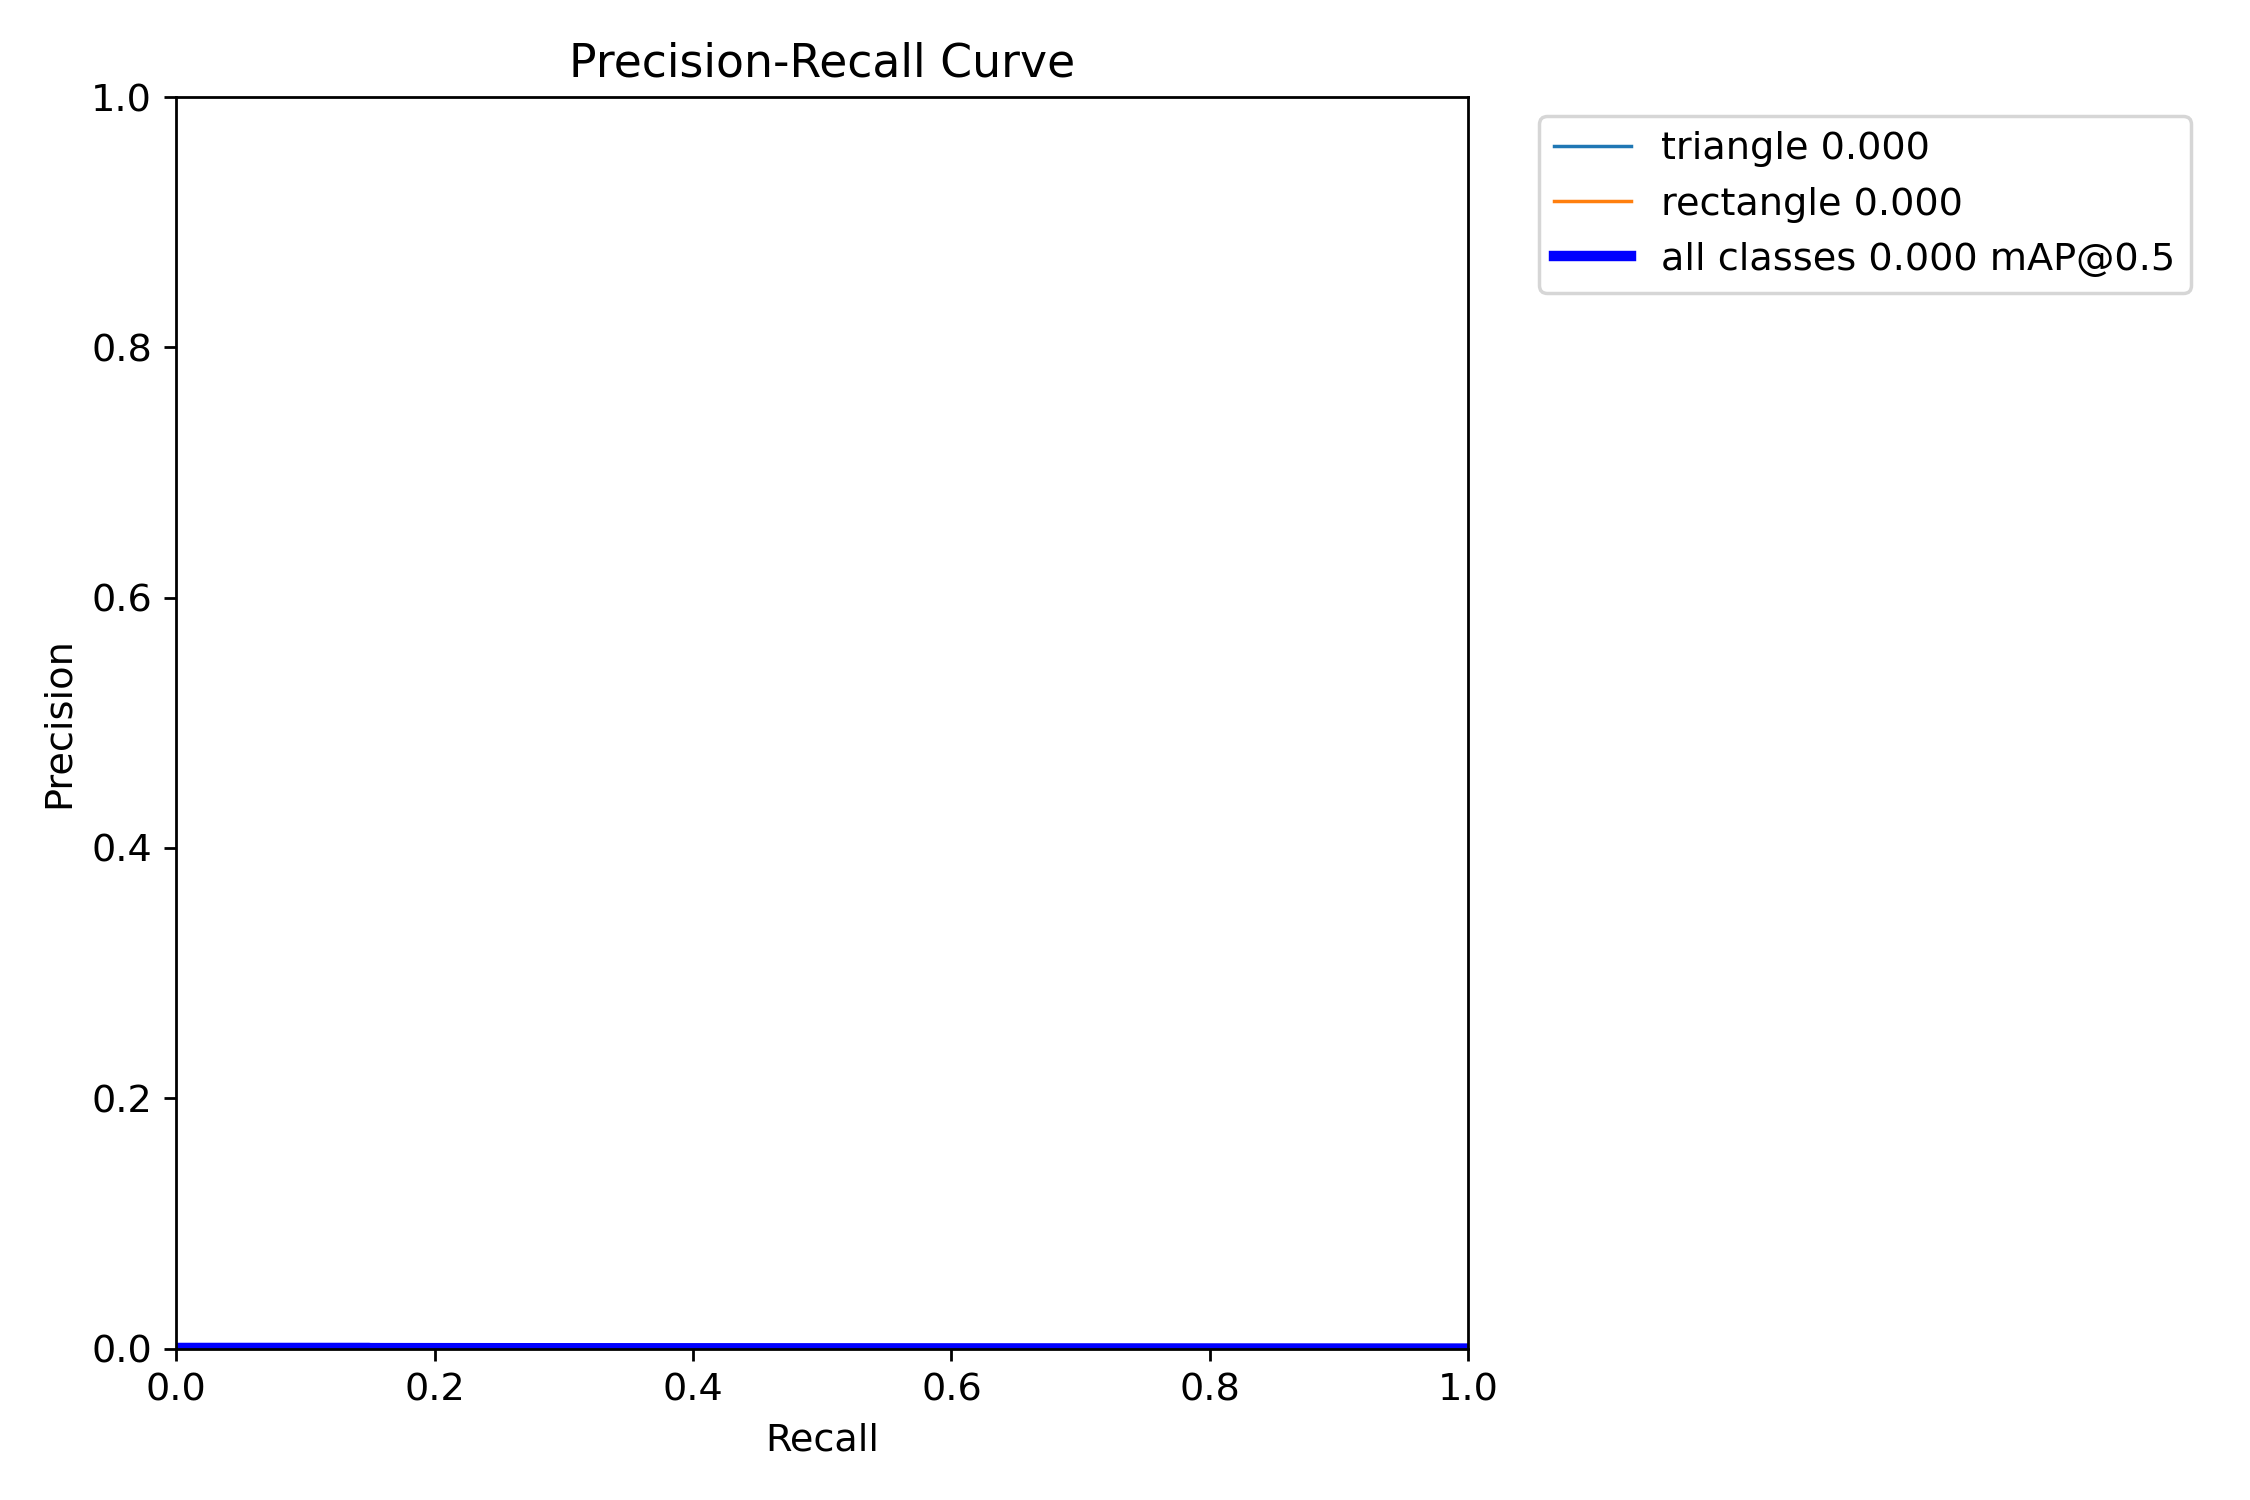 Precision-Recall Curve
1.0
0.8
0.6
0.4
0.2
0.0
Precision
0.0 0.2 0.4 0.6 0.8 1.0
Recall
triangle 0.000
rectangle 0.000
all classes 0.000 mAP@0.5